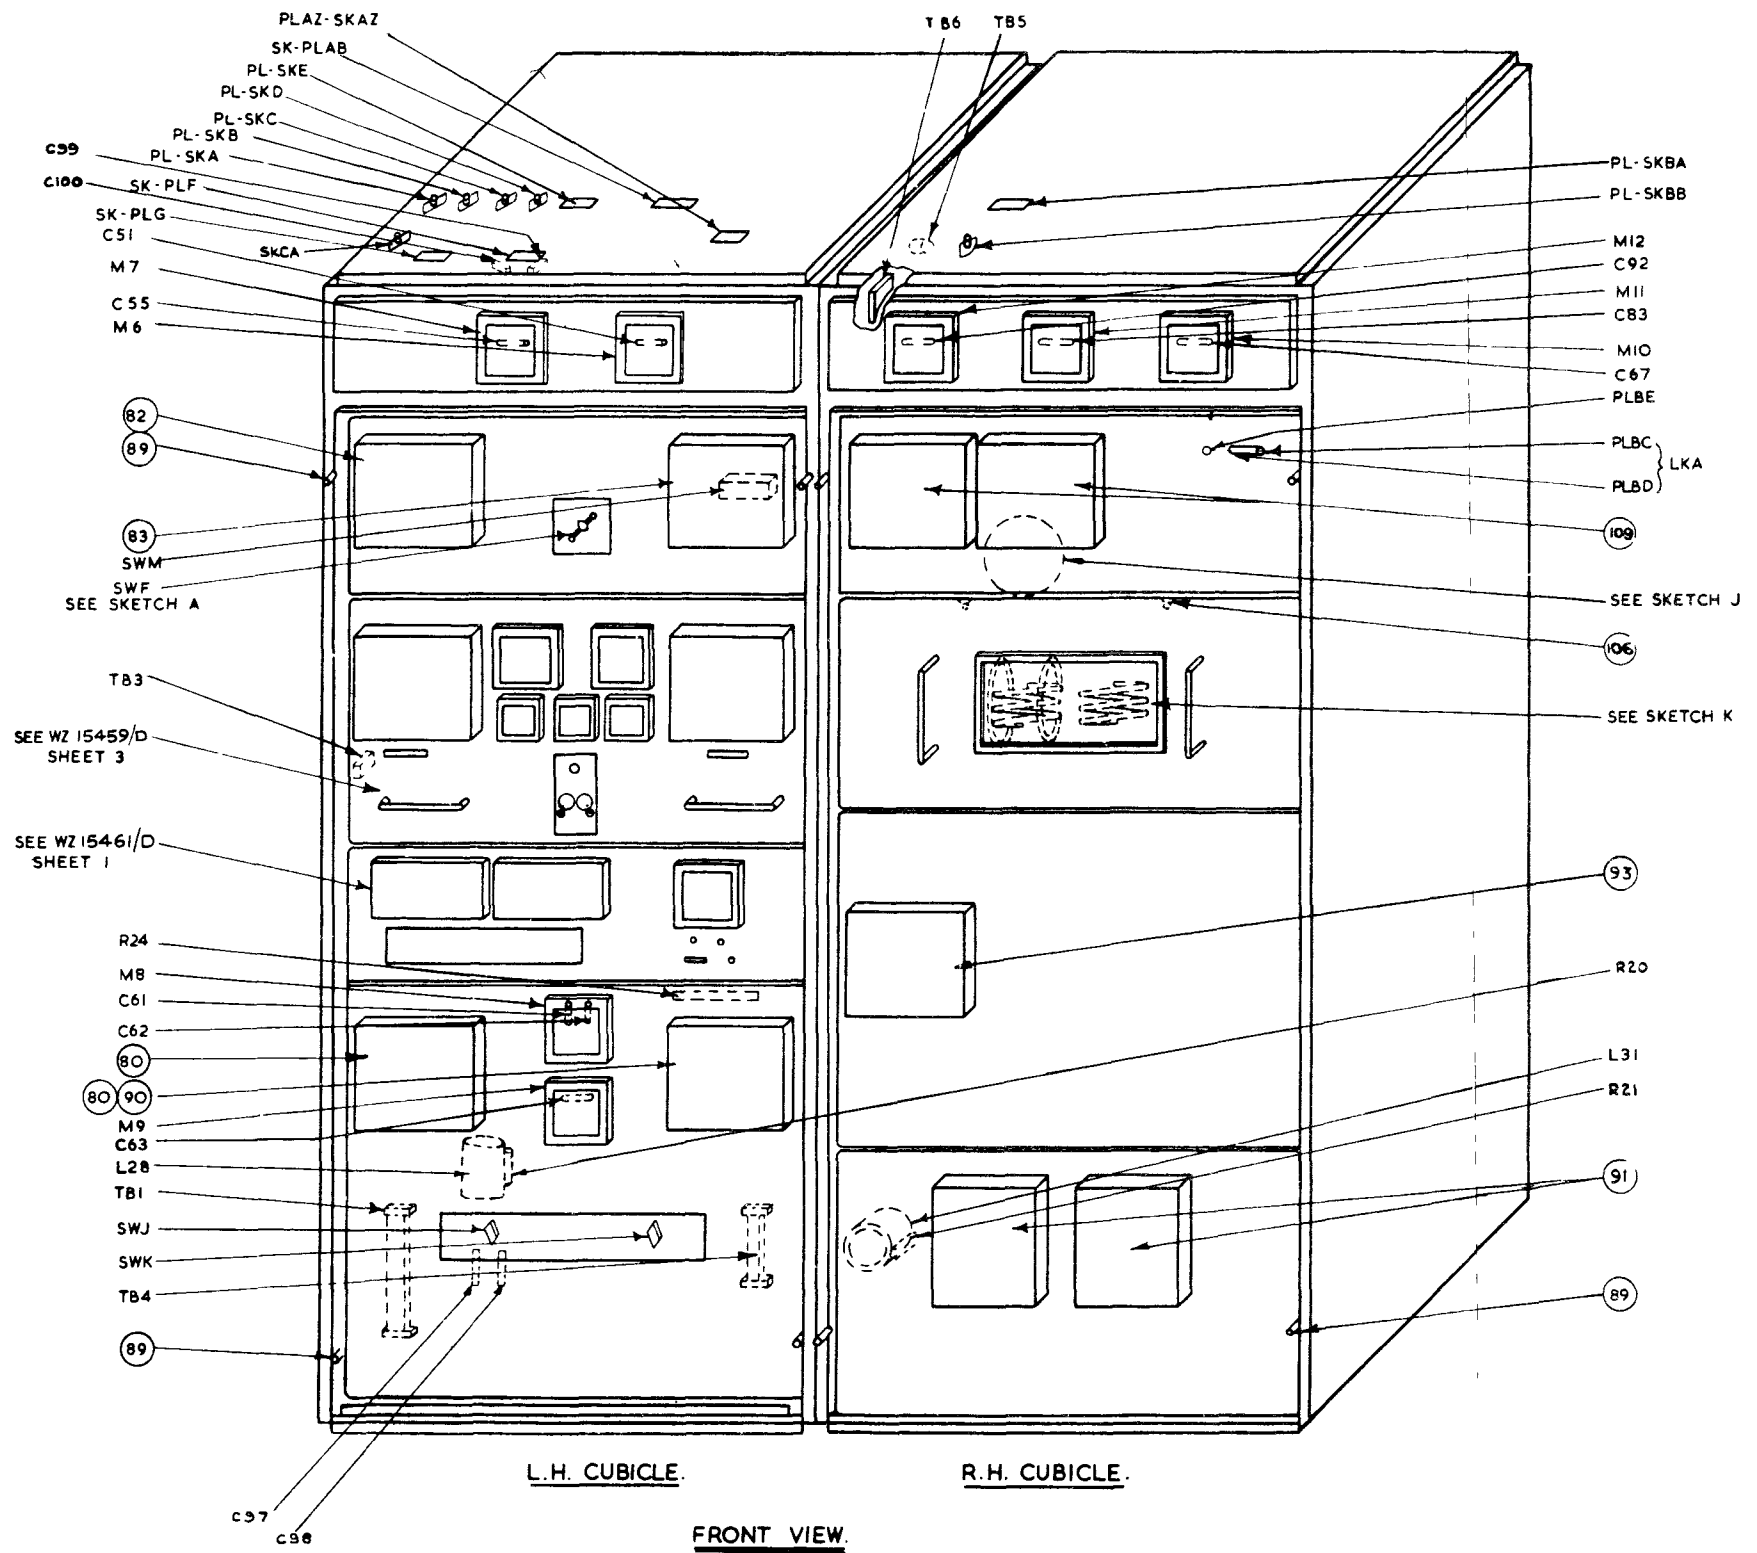 PLAZ-SKAZ
SK-PLAB
PL-SKE
PL-SKD
PL-SKC
PL-SKB
C99
PL-SKA
C100
SK-PLF
SK-PLG
C51
SKCA
M7
C55
M6
82
89
83
SWM
SWF
SEE SKETCH A
TB3
SEE WZ 15459/D
SHEET 3
SEE WZ 15461/D
SHEET 1
R24
M8
C61
C62
80
80 90
M9
C63
L28
TB1
SWJ
SWK
TB4
89
C97
C98
TB6
TB5
PL-SKBA
PL-SKBB
M12
C92
M11
C83
M10
C67
PLBE
PLBC
LKA
PLBD
109
SEE SKETCH J
106
SEE SKETCH K
93
R20
L31
R21
91
89
L.H. CUBICLE.
R.H. CUBICLE.
FRONT VIEW.